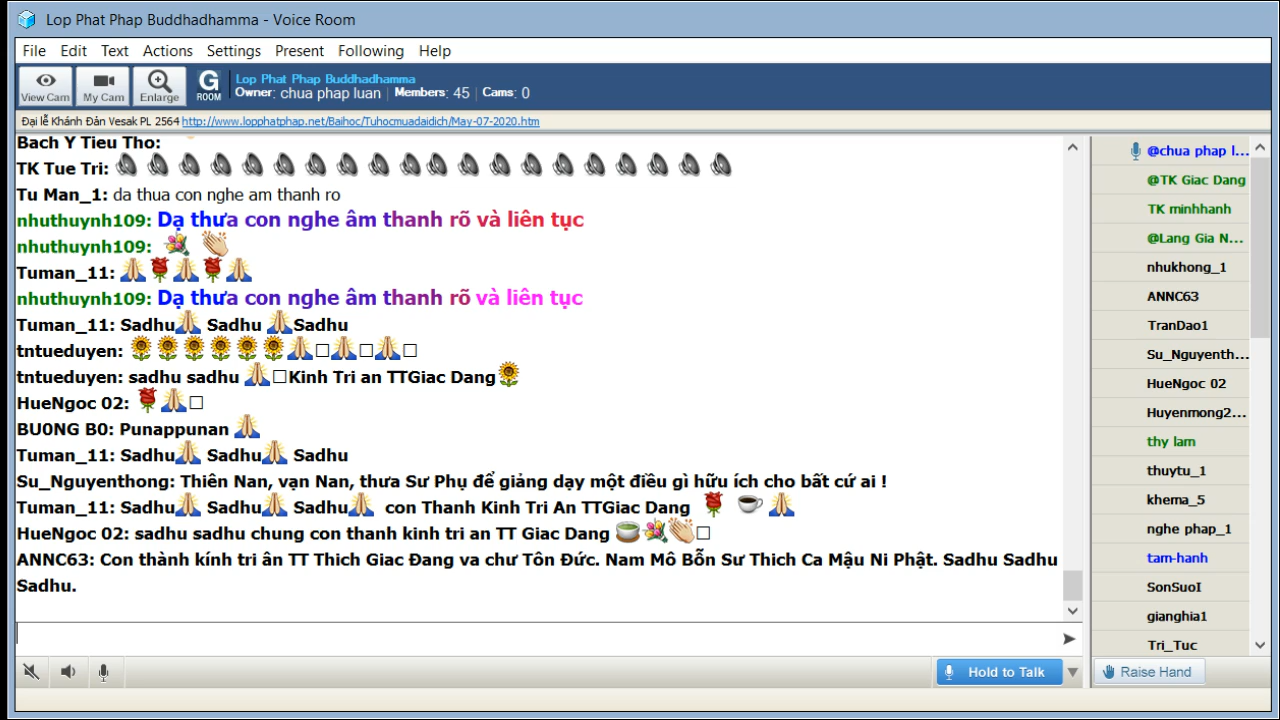 Lop Phat Phap Buddhadhamma - Voice Room
File Edit Text Actions Settings Present Following Help
View Cam My Cam Enlarge G ROOM
Lop Phat Phap Buddhadhamma
Owner: chua phap luan | Members: 45 | Cams: 0
Đại lễ Khánh Đản Vesak PL 2564 http://www.lopphatphap.net/Baihoc/Tuhocmuadaidich/May-07-2020.htm
Bach Y Tieu Tho:
TK Tue Tri: 🔊🔊🔊🔊🔊🔊🔊🔊🔊🔊🔊🔊🔊🔊🔊🔊🔊🔊🔊🔊
Tu Man_1: da thua con nghe am thanh ro
nhuthuynh109: Dạ thưa con nghe âm thanh rõ và liên tục
nhuthuynh109: 💐 👏
Tuman_11: 🙏🌹🙏🌹🙏
nhuthuynh109: Dạ thưa con nghe âm thanh rõ và liên tục
Tuman_11: Sadhu🙏 Sadhu 🙏Sadhu
tntueduyen: 🌻🌻🌻🌻🌻🌻🙏□🙏□🙏□
tntueduyen: sadhu sadhu 🙏□Kinh Tri an TTGiac Dang🌻
HueNgoc 02: 🌹🙏□
BU0NG B0: Punappunan 🙏
Tuman_11: Sadhu🙏 Sadhu🙏 Sadhu
Su_Nguyenthong: Thiên Nan, vạn Nan, thưa Sư Phụ để giảng dạy một điều gì hữu ích cho bất cứ ai !
Tuman_11: Sadhu🙏 Sadhu🙏 Sadhu🙏 con Thanh Kinh Tri An TTGiac Dang 🌹 ☕ 🙏
HueNgoc 02: sadhu sadhu chung con thanh kinh tri an TT Giac Dang 🍵💐👏□
ANNC63: Con thành kính tri ân TT Thich Giac Đang va chư Tôn Đức. Nam Mô Bỗn Sư Thich Ca Mậu Ni Phật. Sadhu Sadhu
Sadhu.
@chua phap l...
@TK Giac Dang
TK minhhanh
@Lang Gia N...
nhukhong_1
ANNC63
TranDao1
Su_Nguyenth...
HueNgoc 02
Huyenmong2...
thy lam
thuytu_1
khema_5
nghe phap_1
tam-hanh
SonSuoI
gianghia1
Tri_Tuc
Hold to Talk
Raise Hand